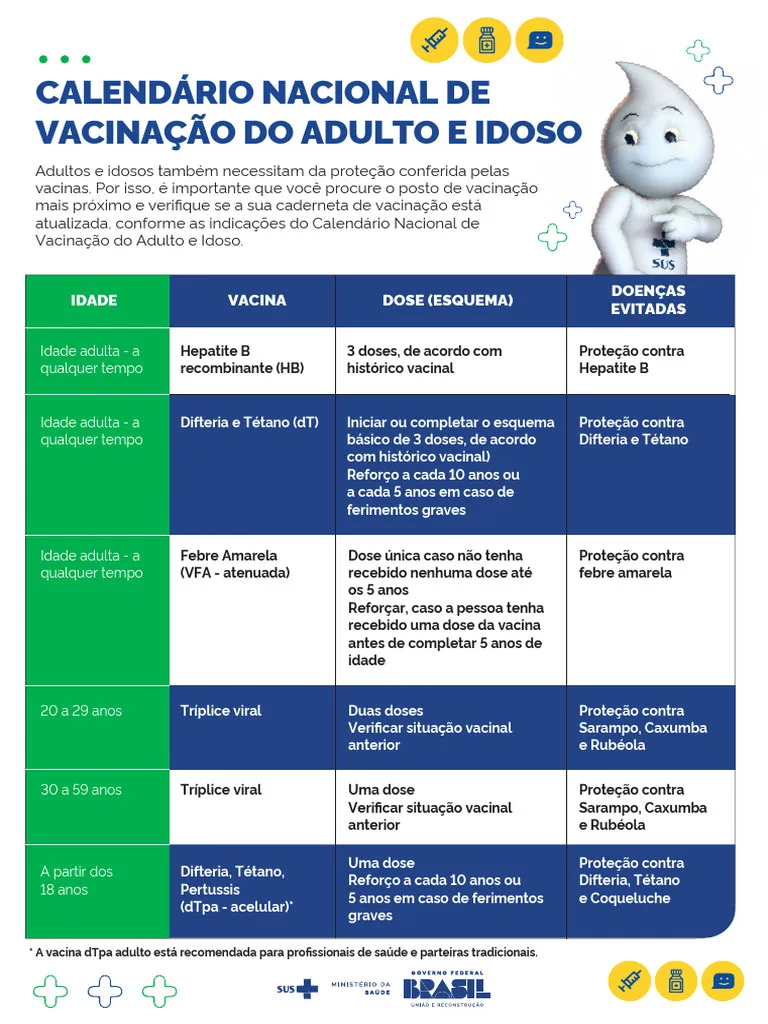 CALENDÁRIO NACIONAL DE
VACINAÇÃO DO ADULTO E IDOSO
Adultos e idosos também necessitam da proteção conferida pelas
vacinas. Por isso, é importante que você procure o posto de vacinação
mais próximo e verifique se a sua caderneta de vacinação está
atualizada, conforme as indicações do Calendário Nacional de
Vacinação do Adulto e Idoso.
SUS
IDADE
VACINA
DOSE (ESQUEMA)
DOENÇAS
EVITADAS
Idade adulta - a
qualquer tempo
Hepatite B
recombinante (HB)
3 doses, de acordo com
histórico vacinal
Proteção contra
Hepatite B
Idade adulta - a
qualquer tempo
Difteria e Tétano (dT)
Iniciar ou completar o esquema
básico de 3 doses, de acordo
com histórico vacinal)
Reforço a cada 10 anos ou
a cada 5 anos em caso de
ferimentos graves
Proteção contra
Difteria e Tétano
Idade adulta - a
qualquer tempo
Febre Amarela
(VFA - atenuada)
Dose única caso não tenha
recebido nenhuma dose até
os 5 anos
Reforçar, caso a pessoa tenha
recebido uma dose da vacina
antes de completar 5 anos de
idade
Proteção contra
febre amarela
20 a 29 anos
Tríplice viral
Duas doses
Verificar situação vacinal
anterior
Proteção contra
Sarampo, Caxumba
e Rubéola
30 a 59 anos
Tríplice viral
Uma dose
Verificar situação vacinal
anterior
Proteção contra
Sarampo, Caxumba
e Rubéola
A partir dos
18 anos
Difteria, Tétano,
Pertussis
(dTpa - acelular)*
Uma dose
Reforço a cada 10 anos ou
5 anos em caso de ferimentos
graves
Proteção contra
Difteria, Tétano
e Coqueluche
* A vacina dTpa adulto está recomendada para profissionais de saúde e parteiras tradicionais.
SUS
MINISTÉRIO DA
SAÚDE
GOVERNO FEDERAL
BRASIL
UNIÃO E RECONSTRUÇÃO